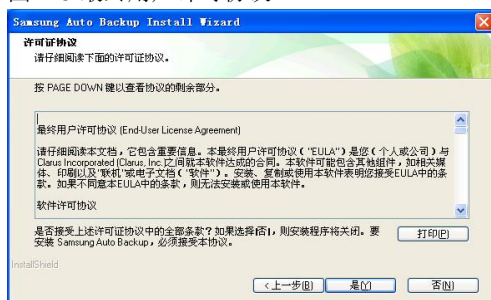 Samsung Auto Backup Install Wizard
许可证协议
请仔细阅读下面的许可证协议。
按 PAGE DOWN 键以查看协议的剩余部分。
最终用户许可协议 (End-User License Agreement)
请仔细阅读本文档，它包含重要信息。本最终用户许可协议（ "EULA"）是您（ 个人或公司）与
Clarus Incorporated (Clarus, Inc.)之间就本软件达成的合同。本软件可能包含其他组件，如相关媒
体、印刷以及"联机"或电子文档（ "软件"）。安装、复制或使用本软件表明您接受EULA中的条
款。如果不同意本EULA中的条款，则无法安装或使用本软件。
软件许可协议
是否接受上述许可证协议中的全部条款？如果选择[否]，则安装程序将关闭。要
安装 Samsung Auto Backup，必须接受本协议。
打印(P)
InstallShield
<上一步(B) 是(Y) 否(N)